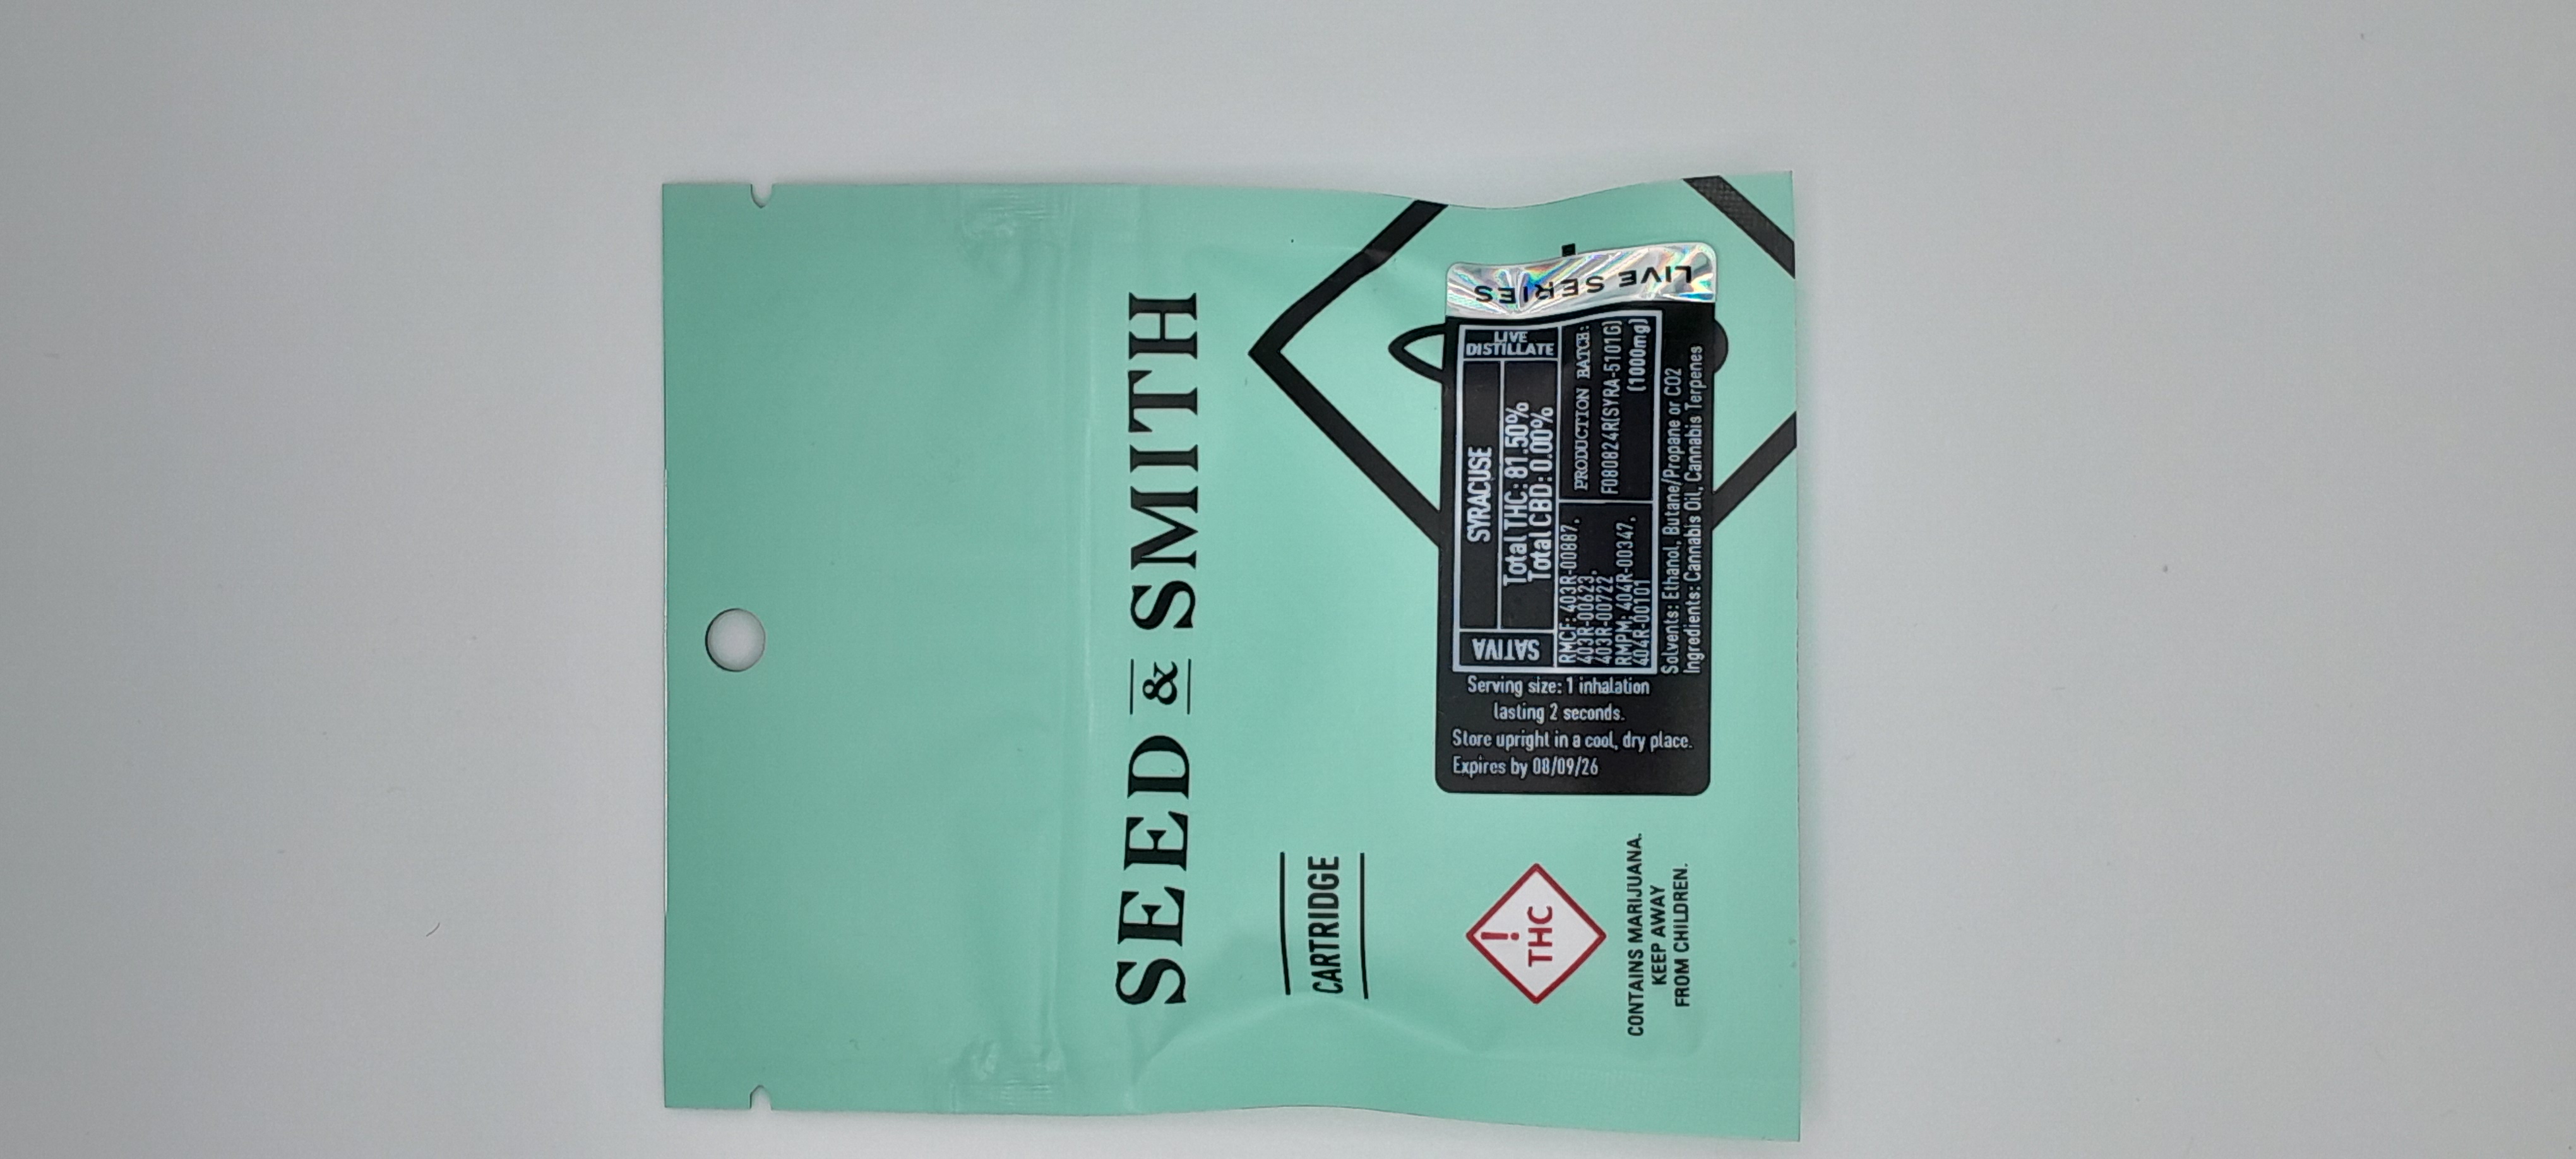 SEED & SMITH
CARTRIDGE
LIVE SERIES
SATIVA
SYRACUSE
LIVE
DISTILLATE
Total THC: 81.50%
Total CBD: 0.00%
RMCF: 403R-00887,
403R-00623,
403R-00722
RMPM: 404R-00347,
404R-00101
PRODUCTION BATCH:
F080824R(SYRA-5101G)
(1000mg)
Solvents: Ethanol, Butane/Propane or CO2
Ingredients: Cannabis Oil, Cannabis Terpenes
Serving size: 1 inhalation
lasting 2 seconds.
Store upright in a cool, dry place.
Expires by 08/09/26
!
THC
CONTAINS MARIJUANA.
KEEP AWAY
FROM CHILDREN.